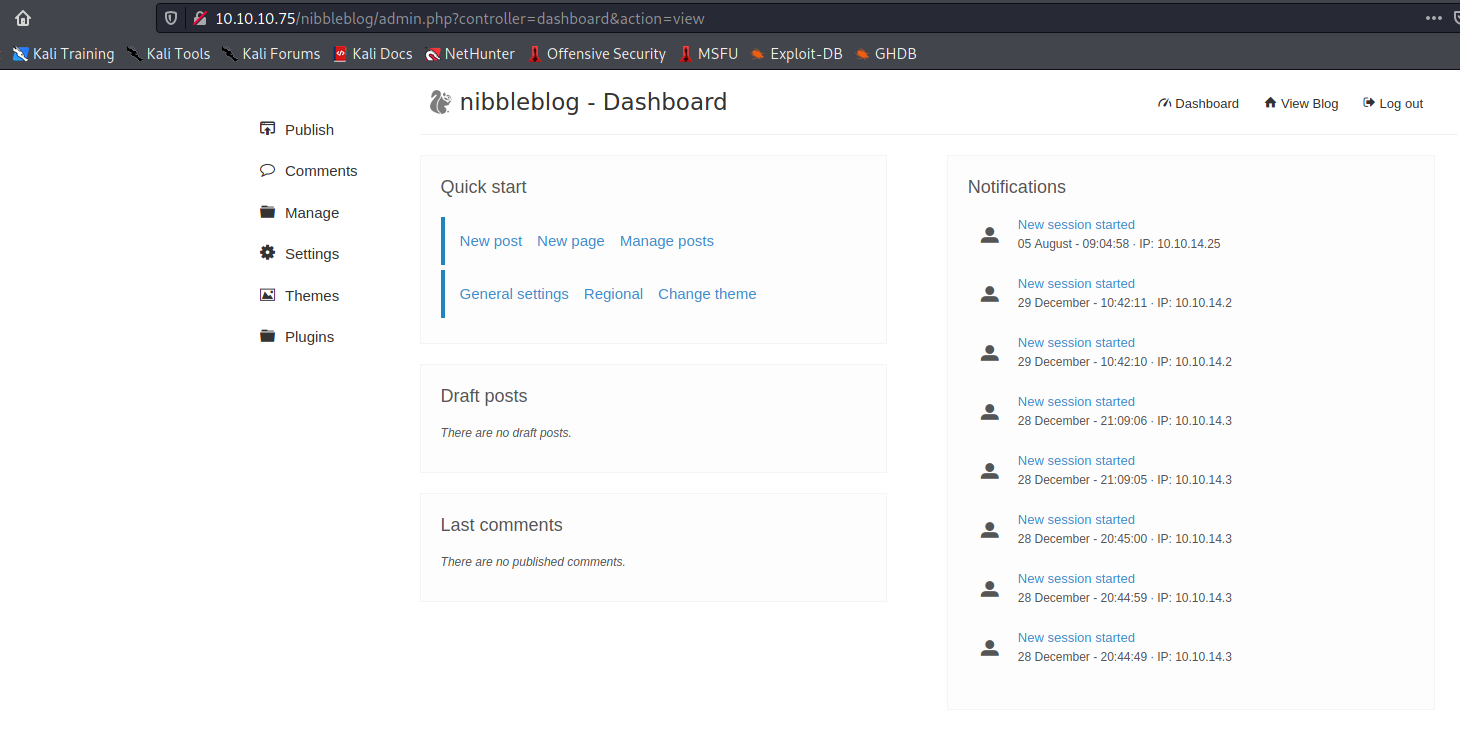 10.10.10.75/nibbleblog/admin.php?controller=dashboard&action=view
Kali Training Kali Tools Kali Forums Kali Docs NetHunter Offensive Security MSFU Exploit-DB GHDB
nibbleblog - Dashboard
Dashboard View Blog Log out
Publish
Comments
Manage
Settings
Themes
Plugins
Quick start
New post New page Manage posts
General settings Regional Change theme
Draft posts
There are no draft posts.
Last comments
There are no published comments.
Notifications
New session started
05 August - 09:04:58 · IP: 10.10.14.25
New session started
29 December - 10:42:11 · IP: 10.10.14.2
New session started
29 December - 10:42:10 · IP: 10.10.14.2
New session started
28 December - 21:09:06 · IP: 10.10.14.3
New session started
28 December - 21:09:05 · IP: 10.10.14.3
New session started
28 December - 20:45:00 · IP: 10.10.14.3
New session started
28 December - 20:44:59 · IP: 10.10.14.3
New session started
28 December - 20:44:49 · IP: 10.10.14.3